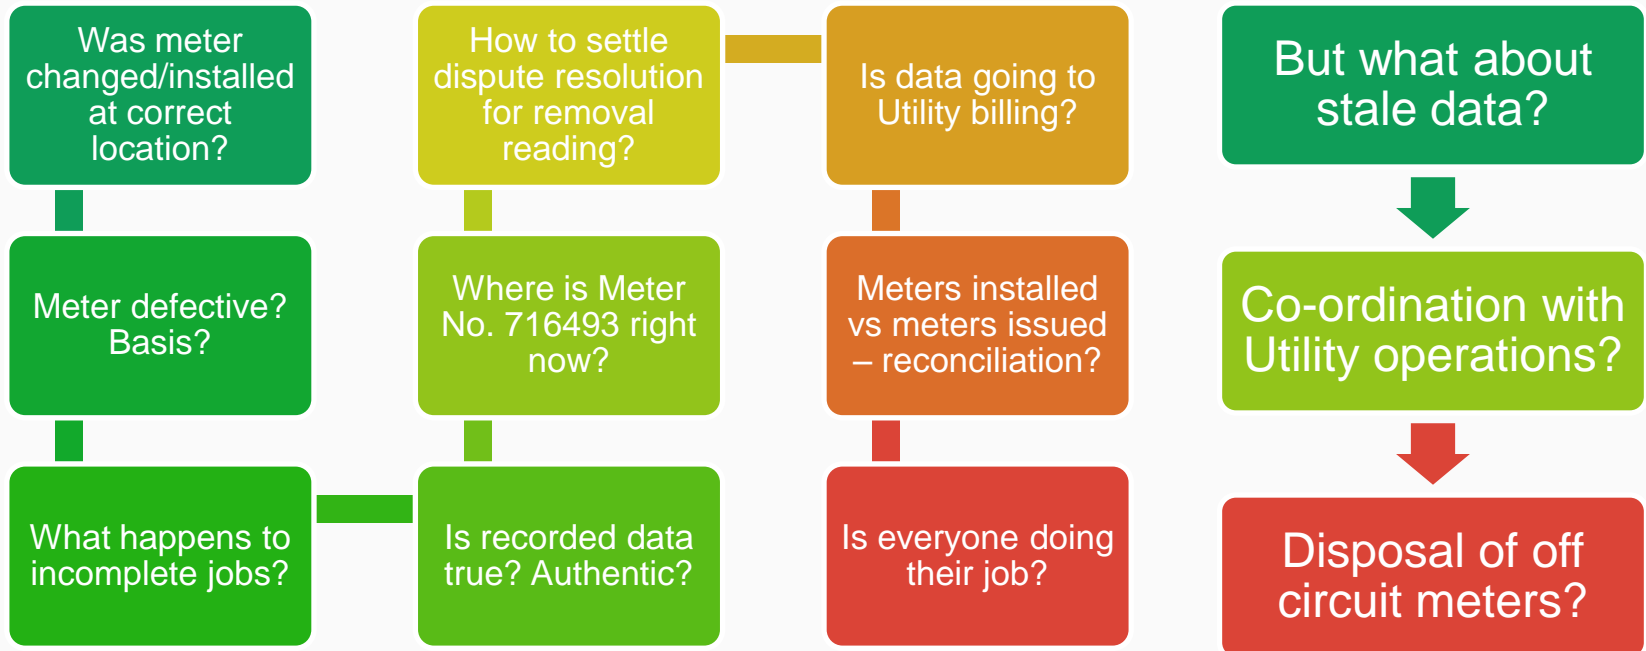 Was meter
changed/installed
at correct
location?
Meter defective?
Basis?
What happens to
incomplete jobs?
Is recorded data
true? Authentic?
Where is Meter
No. 716493 right
now?
How to settle
dispute resolution
for removal
reading?
Is data going to
Utility billing?
Meters installed
vs meters issued
– reconciliation?
Is everyone doing
their job?
But what about
stale data?
Co-ordination with
Utility operations?
Disposal of off
circuit meters?